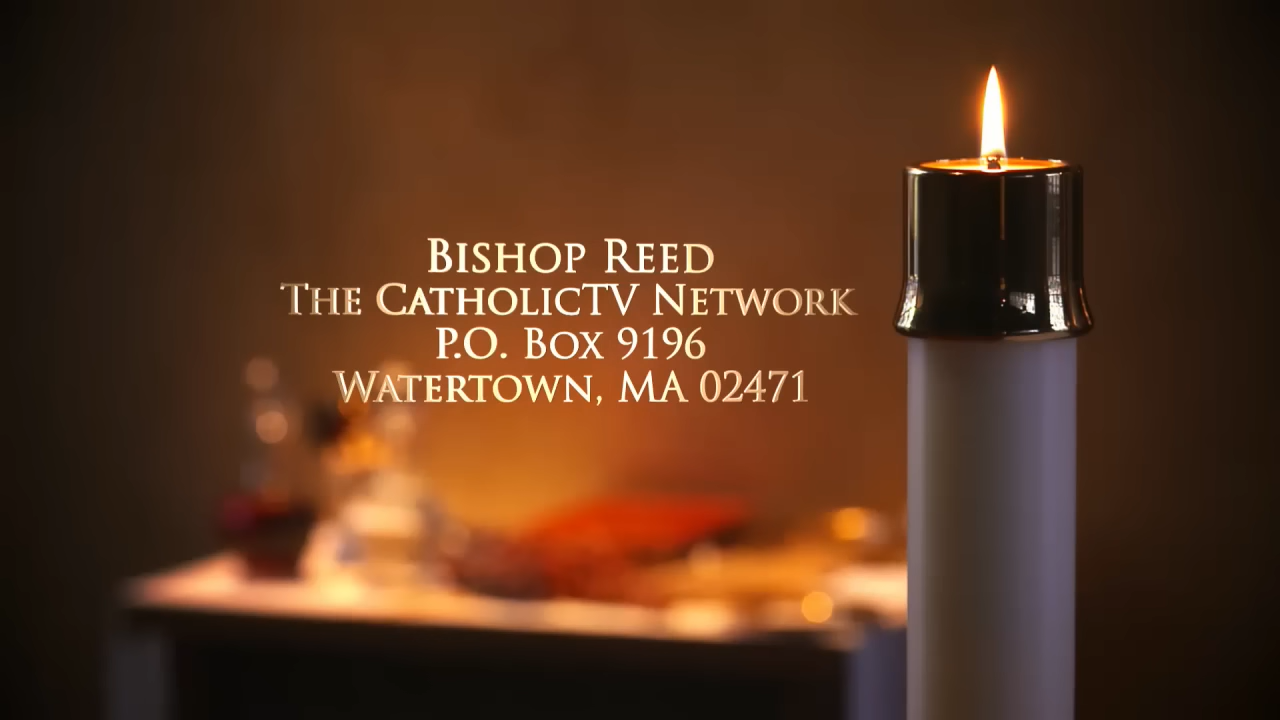 Bishop Reed
The CatholicTV Network
P.O. Box 9196
Watertown, MA 02471